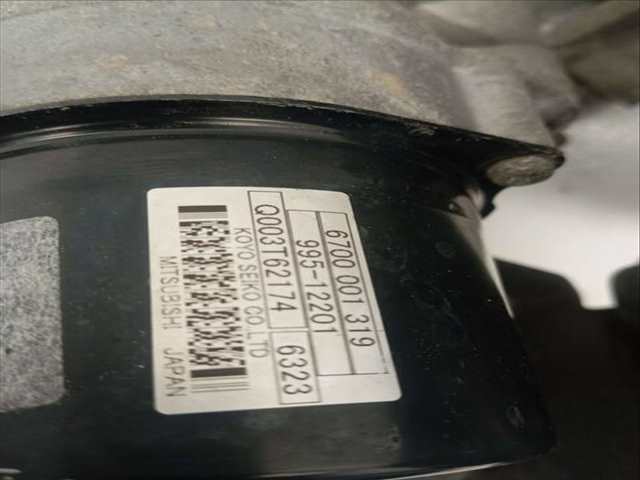 6700 001 319
995-12201
Q003T62174 6323
KOYO SEIKO CO.,LTD
MITSUBISHI JAPAN